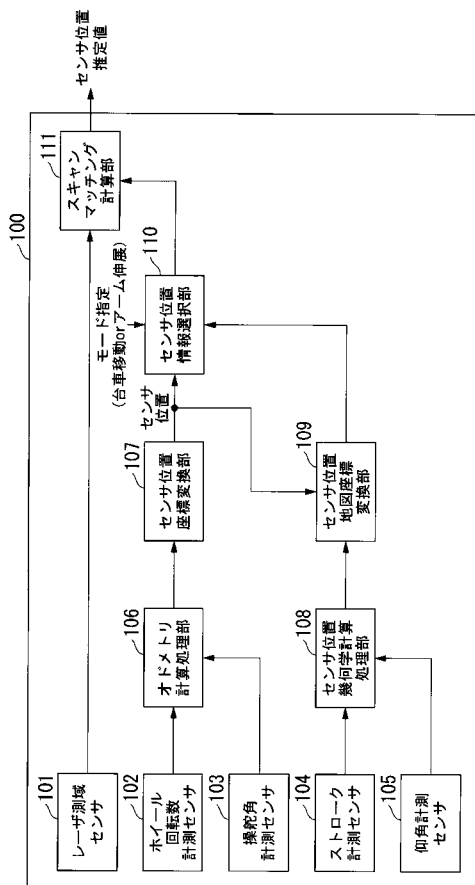 100
101
レーザ測域
センサ
102
ホイール
回転数
計測センサ
103
操舵角
計測センサ
104
ストローク
計測センサ
105
仰角計測
センサ
106
オドメトリ
計算処理部
107
センサ位置
座標変換部
108
センサ位置
幾何学計算
処理部
109
センサ位置
地図座標
変換部
センサ
位置
モード指定
(台車移動orアーム伸展)
110
センサ位置
情報選択部
111
スキャン
マッチング
計算部
センサ位置
推定値